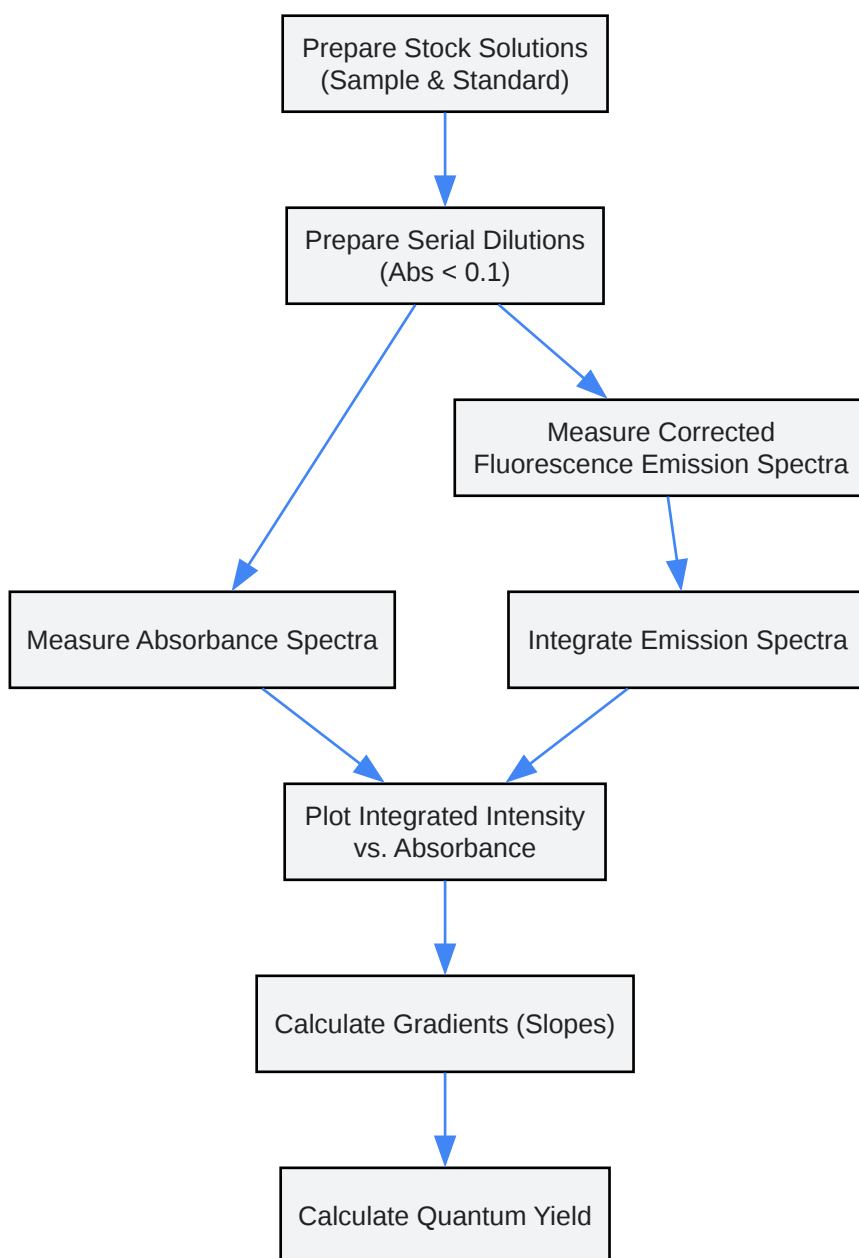 Prepare Stock Solutions
(Sample & Standard)
Prepare Serial Dilutions
(Abs < 0.1)
Measure Corrected
Fluorescence Emission Spectra
Measure Absorbance Spectra
Integrate Emission Spectra
Plot Integrated Intensity
vs. Absorbance
Calculate Gradients (Slopes)
Calculate Quantum Yield